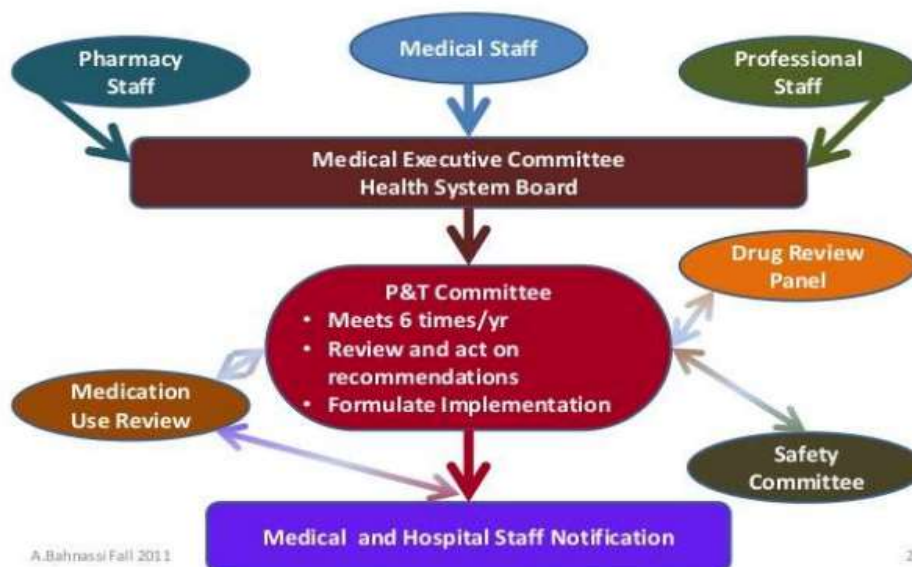 Medical Staff
Pharmacy
Staff
Professional
Staff
Medical Executive Committee
Health System Board
Drug Review
Panel
P&T Committee
• Meets 6 times/yr
• Review and act on
recommendations
• Formulate Implementation
Medication
Use Review
Safety
Committee
Medical and Hospital Staff Notification
A.Bahnassi Fall 2011
2